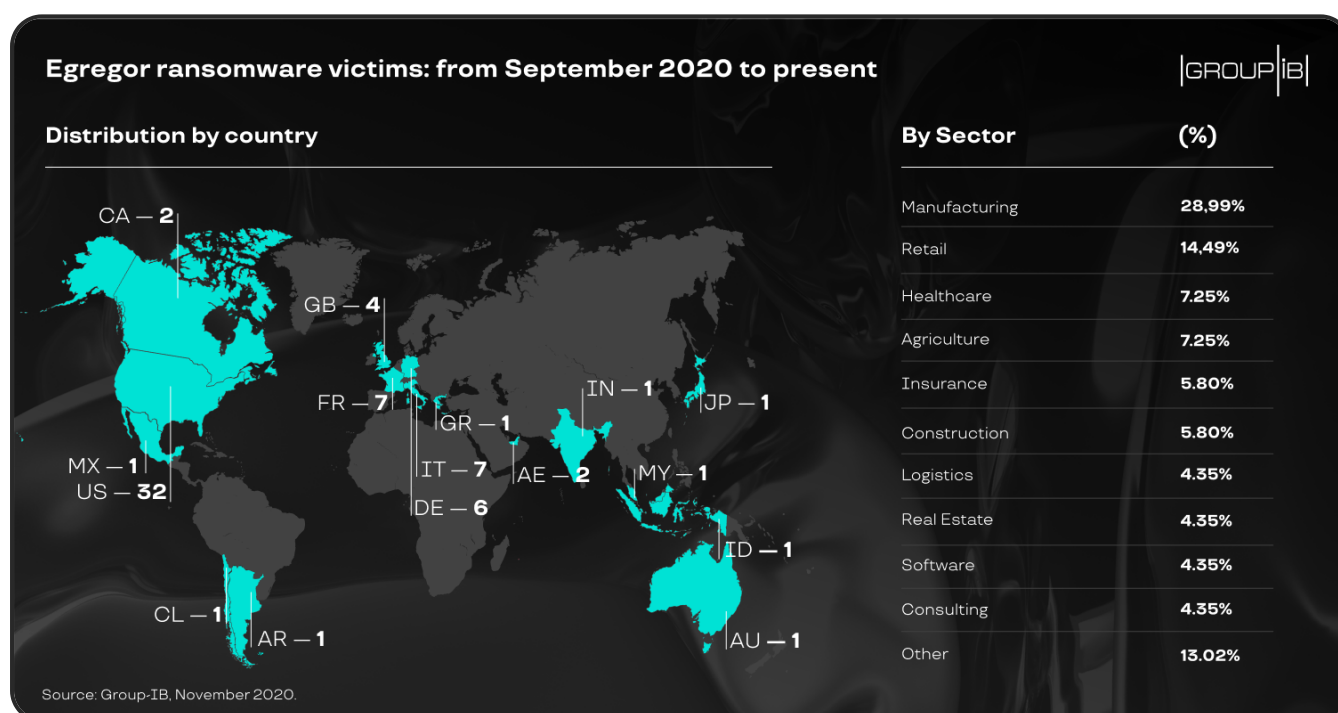 Egregor ransomware victims: from September 2020 to present
GROUP iB
Distribution by country
CA — 2
GB — 4
FR — 7
GR — 1
IN — 1
JP — 1
MX — 1
US — 32
IT — 7
AE — 2
MY — 1
DE — 6
ID — 1
CL — 1
AR — 1
AU — 1
By Sector (%)
Manufacturing 28,99%
Retail 14,49%
Healthcare 7.25%
Agriculture 7.25%
Insurance 5.80%
Construction 5.80%
Logistics 4.35%
Real Estate 4.35%
Software 4.35%
Consulting 4.35%
Other 13.02%
Source: Group-IB, November 2020.